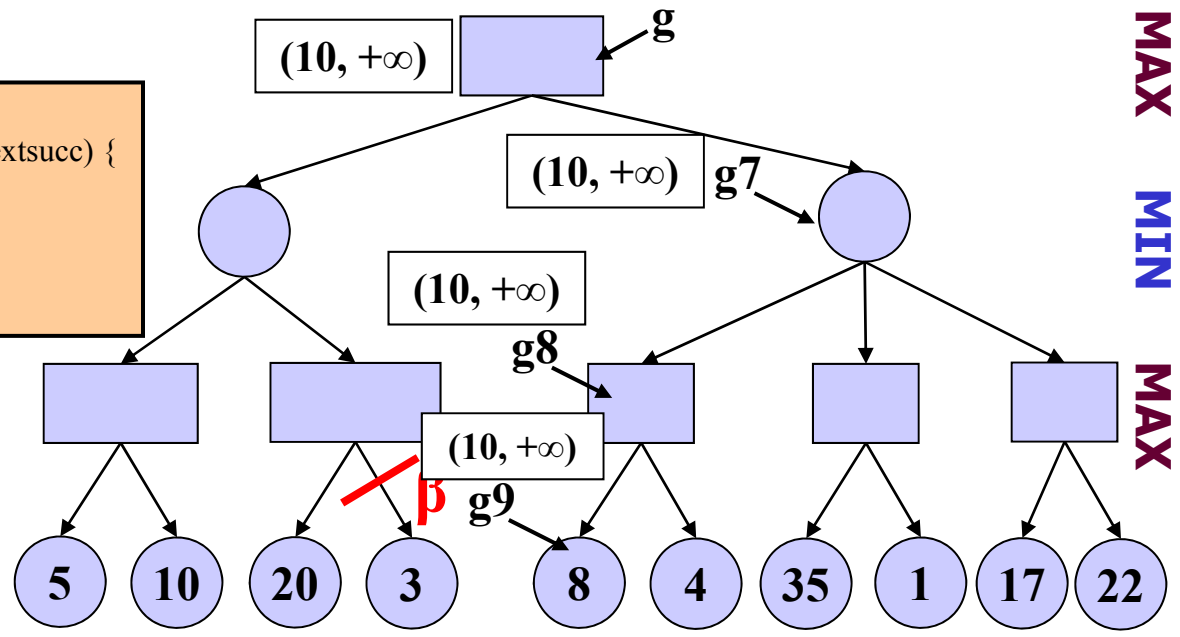 g
(10, +∞)
MAX
extsucc) {
(10, +∞)
g7
MIN
(10, +∞)
g8
MAX
(10, +∞)
β
g9
5 10 20 3 8 4 35 1 17 22